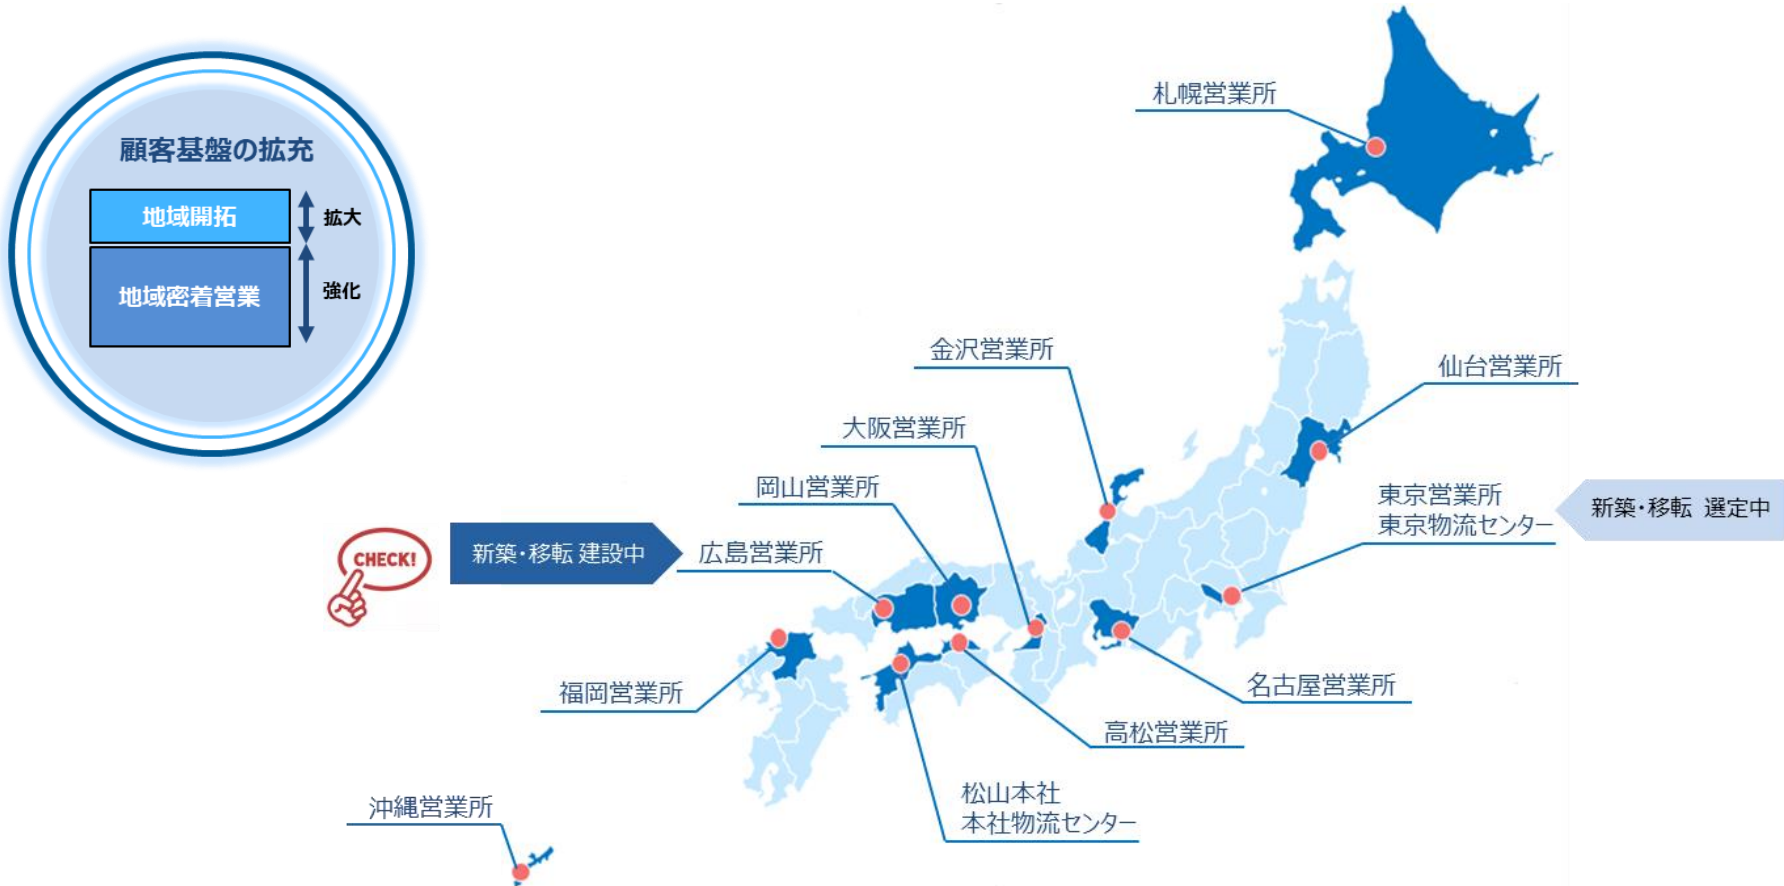 顧客基盤の拡充
地域開拓
拡大
地域密着営業
強化
札幌営業所
金沢営業所
仙台営業所
大阪営業所
岡山営業所
東京営業所
東京物流センター
新築・移転 選定中
CHECK!
新築・移転 建設中
広島営業所
福岡営業所
名古屋営業所
高松営業所
松山本社
本社物流センター
沖縄営業所